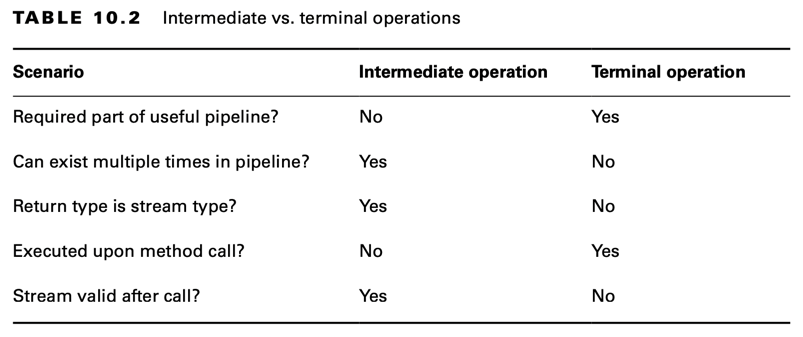 TABLE 10.2 Intermediate vs. terminal operations
Scenario Intermediate operation Terminal operation
Required part of useful pipeline? No Yes
Can exist multiple times in pipeline? Yes No
Return type is stream type? Yes No
Executed upon method call? No Yes
Stream valid after call? Yes No